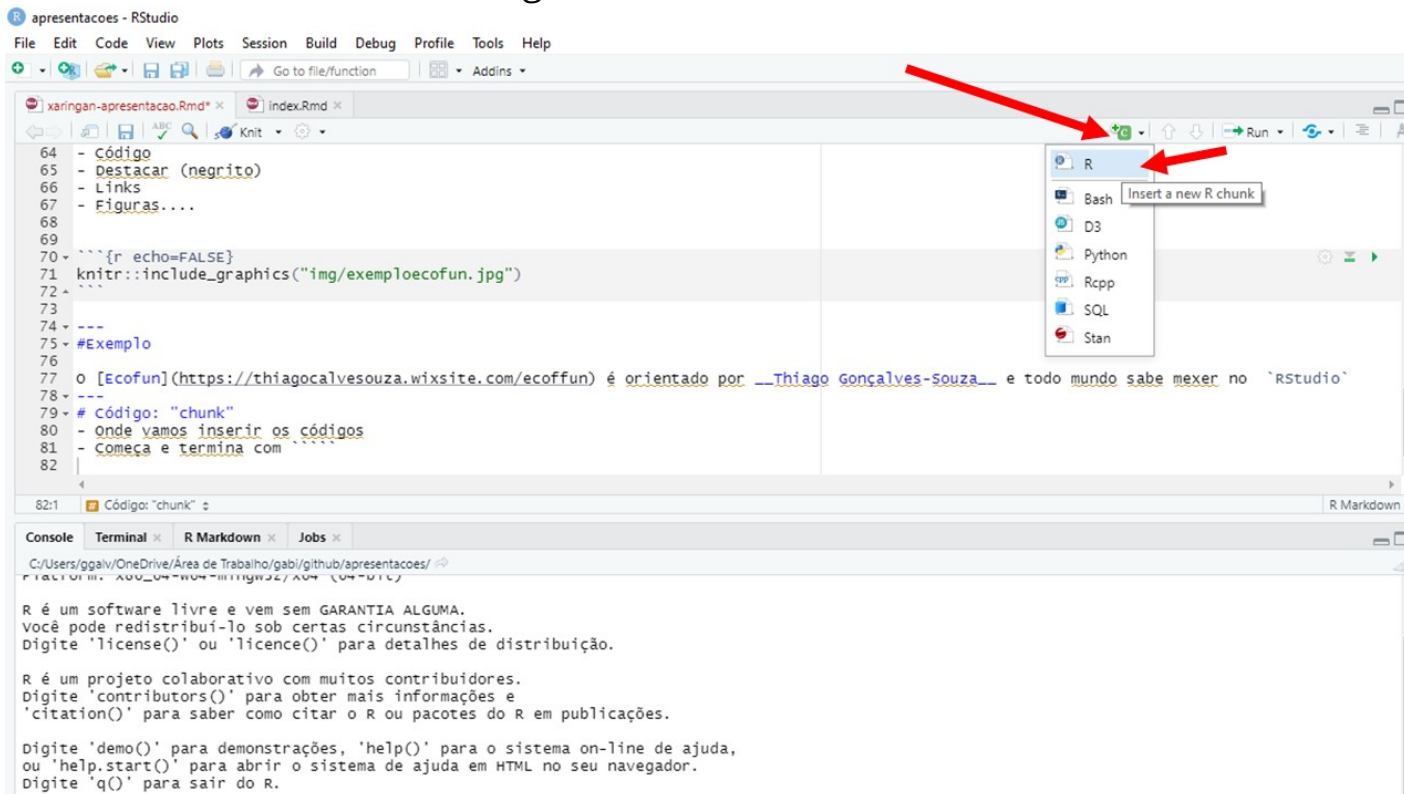 apresentacoes - RStudio
File Edit Code View Plots Session Build Debug Profile Tools Help
Go to file/function Addins
xaringan-apresentacao.Rmd* × index.Rmd ×
ABC Knit Run
64 - Código
65 - Destacar (negrito)
66 - Links
67 - Figuras....
68
69
70 ```{r echo=FALSE}
71 knitr::include_graphics("img/exemploecofun.jpg")
72 ```
73
74 ---
75 #Exemplo
76
77 O [Ecofun](https://thiagocalvesouza.wixsite.com/ecoffun) é orientado por __Thiago Gonçalves-Souza__ e todo mundo sabe mexer no `RStudio`
78 ---
79 # Código: "chunk"
80 - Onde vamos inserir os códigos
81 - Começa e termina com `````
82
R
Insert a new R chunk
Bash
D3
Python
Rcpp
SQL
Stan
82:1 Código: "chunk" R Markdown
Console Terminal × R Markdown × Jobs ×
C:/Users/ggalv/OneDrive/Área de Trabalho/gabi/github/apresentacoes/
Platform: x86_64-w64-mingw32/x64 (64-bit)
R é um software livre e vem sem GARANTIA ALGUMA.
Você pode redistribuí-lo sob certas circunstâncias.
Digite 'license()' ou 'licence()' para detalhes de distribuição.
R é um projeto colaborativo com muitos contribuidores.
Digite 'contributors()' para obter mais informações e
'citation()' para saber como citar o R ou pacotes do R em publicações.
Digite 'demo()' para demonstrações, 'help()' para o sistema on-line de ajuda,
ou 'help.start()' para abrir o sistema de ajuda em HTML no seu navegador.
Digite 'q()' para sair do R.